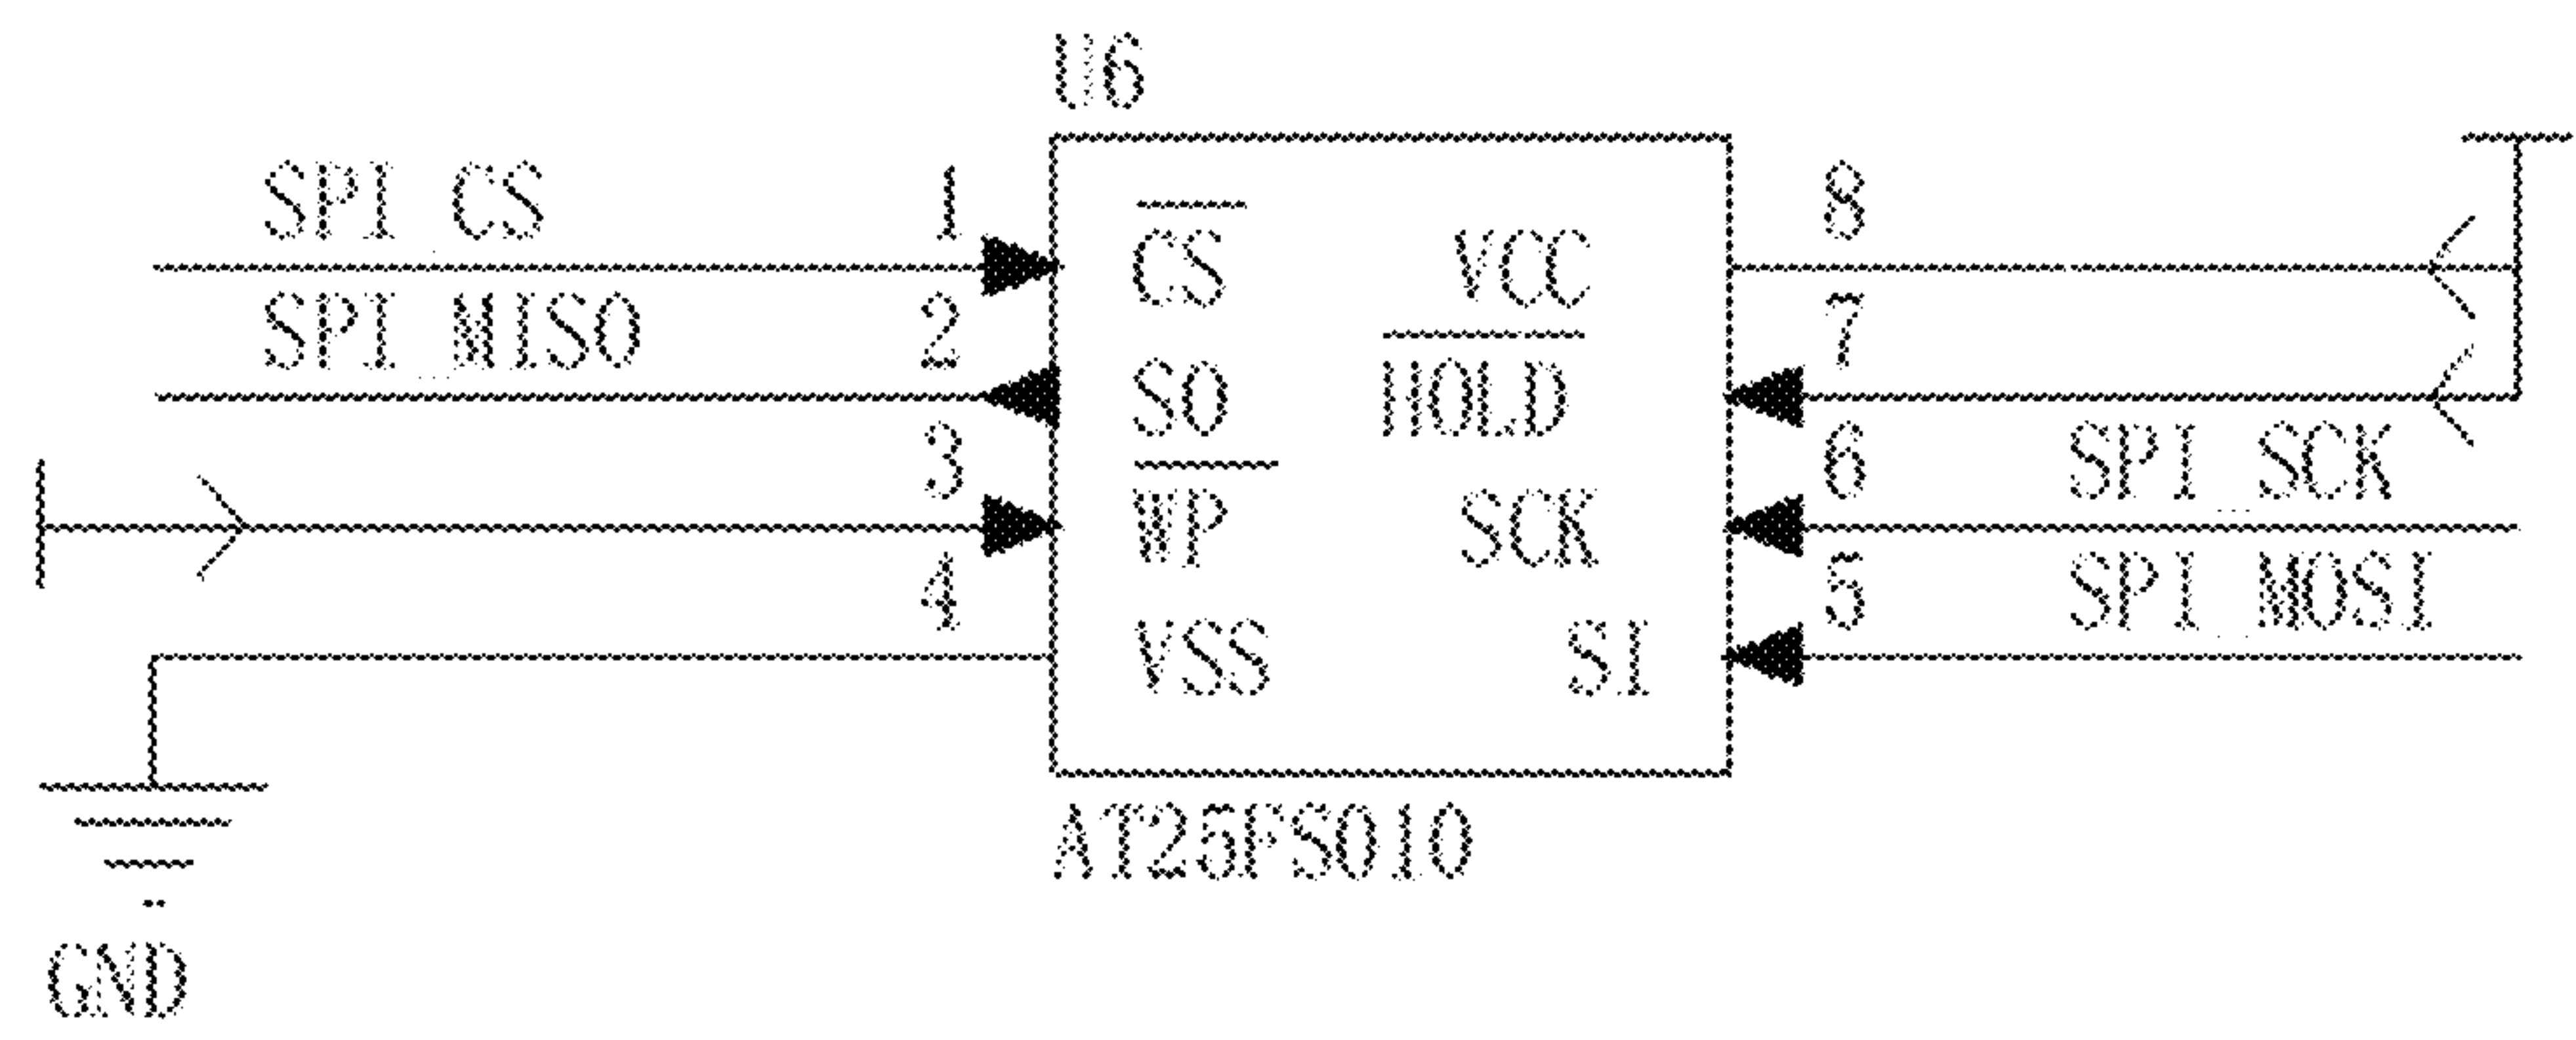 U6
SPI_CS 1 CS VCC 8
SPI_MISO 2 SO HOLD 7
3 WP SCK 6 SPI_SCK
4 VSS SI 5 SPI_MOSI
AT25FS010
GND